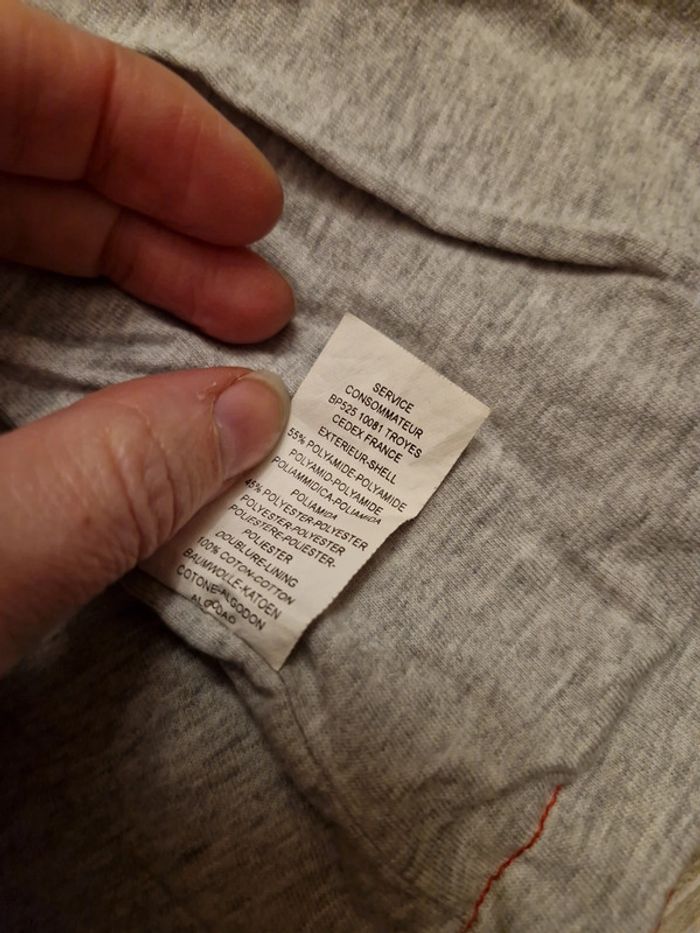 SERVICE
CONSOMMATEUR
BP525 10081 TROYES
CEDEX FRANCE
EXTERIEUR-SHELL
55% POLYAMIDE-POLYAMIDE
POLYAMID-POLYAMIDE
POLIAMMIDICA-POLIAMIDA
POLIAMIDA
45% POLYESTER-POLYESTER
POLYESTER-POLYESTER
POLIESTERE-POLIESTER.
POLIESTER
DOUBLURE-LINING
100% COTON-COTTON
BAUMWOLLE-KATOEN
COTONE-ALGODON